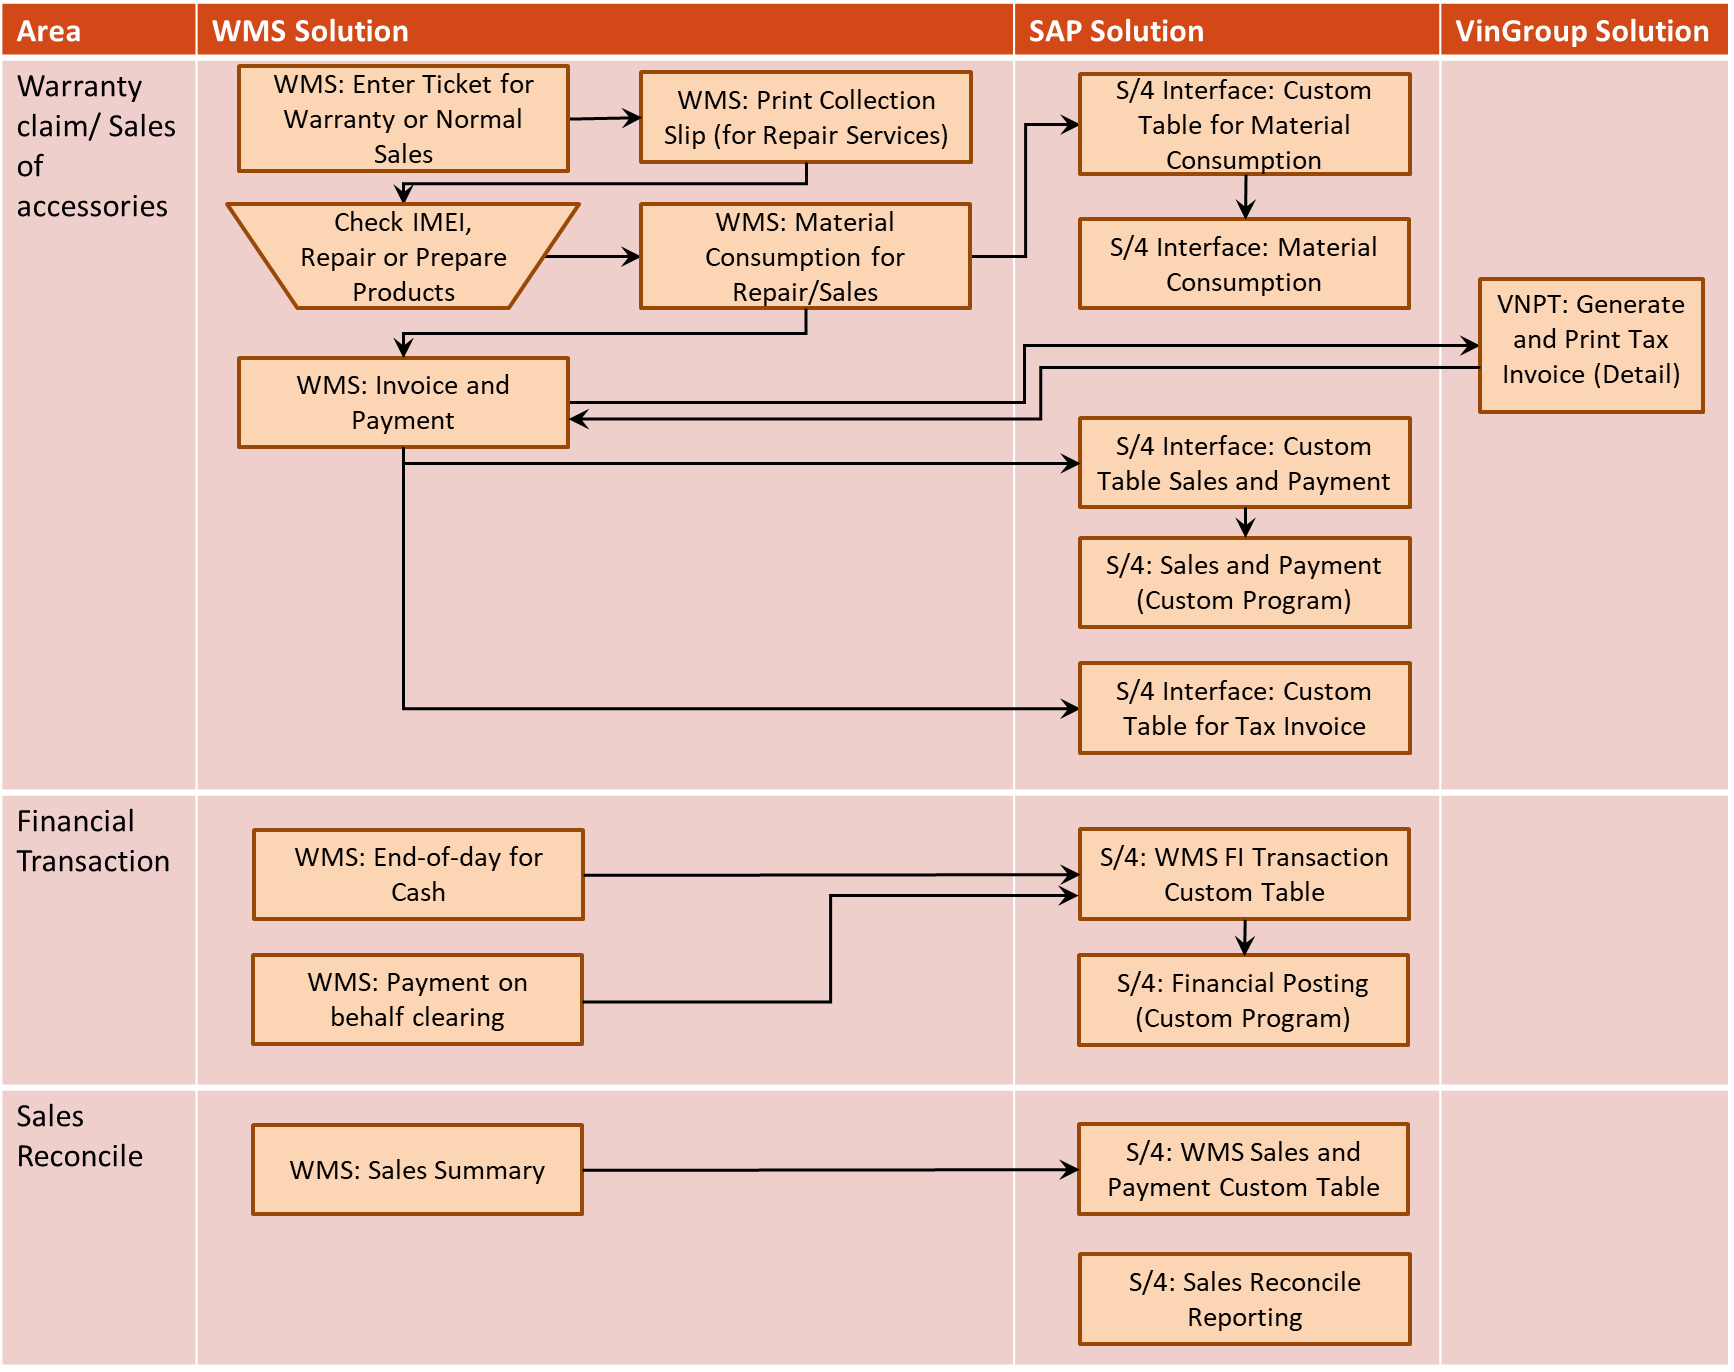 Area
WMS Solution
SAP Solution
VinGroup Solution
Warranty
claim/ Sales
of
accessories
WMS: Enter Ticket for
Warranty or Normal
Sales
WMS: Print Collection
Slip (for Repair Services)
S/4 Interface: Custom
Table for Material
Consumption
Check IMEI,
Repair or Prepare
Products
WMS: Material
Consumption for
Repair/Sales
S/4 Interface: Material
Consumption
VNPT: Generate
and Print Tax
Invoice (Detail)
WMS: Invoice and
Payment
S/4 Interface: Custom
Table Sales and Payment
S/4: Sales and Payment
(Custom Program)
S/4 Interface: Custom
Table for Tax Invoice
Financial
Transaction
WMS: End-of-day for
Cash
S/4: WMS FI Transaction
Custom Table
WMS: Payment on
behalf clearing
S/4: Financial Posting
(Custom Program)
Sales
Reconcile
WMS: Sales Summary
S/4: WMS Sales and
Payment Custom Table
S/4: Sales Reconcile
Reporting